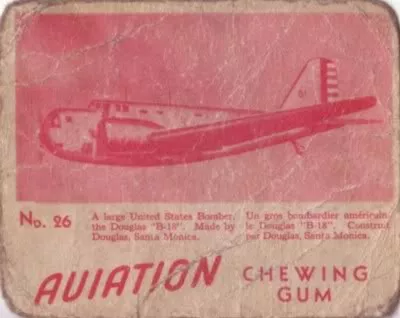 No. 26
A large United States Bomber,
the Douglas "B-18". Made by
Douglas, Santa Monica.
Un gros bombardier américain
le Douglas "B-18". Construit
par Douglas, Santa Monica.
AVIATION CHEWING
GUM